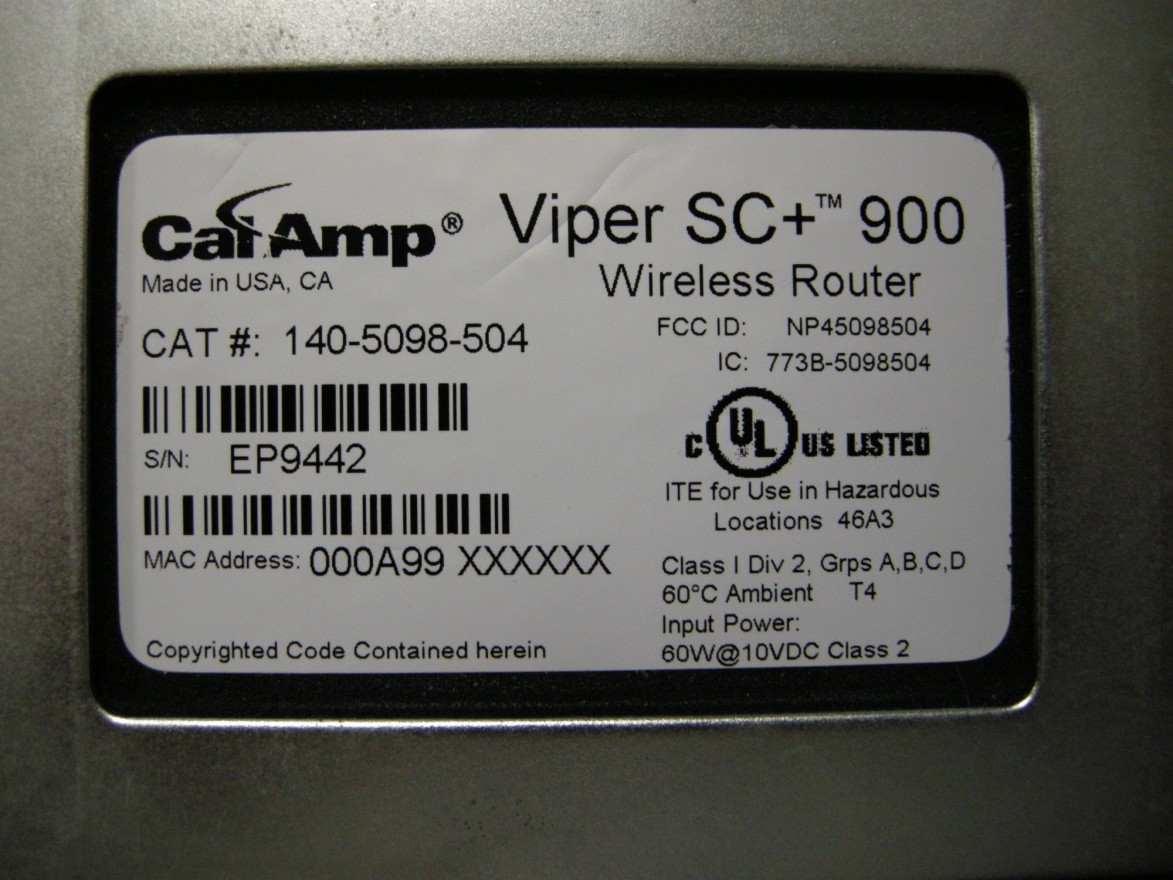 CalAmp® Viper SC+™ 900
Made in USA, CA
Wireless Router
CAT #: 140-5098-504
FCC ID: NP45098504
IC: 773B-5098504
S/N: EP9442
C UL US LISTED
ITE for Use in Hazardous
Locations 46A3
MAC Address: 000A99 XXXXXX
Class I Div 2, Grps A,B,C,D
60°C Ambient T4
Input Power:
60W@10VDC Class 2
Copyrighted Code Contained herein